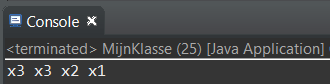 Console
<terminated> MijnKlasse (25) [Java Application]
x3 x3 x2 x1